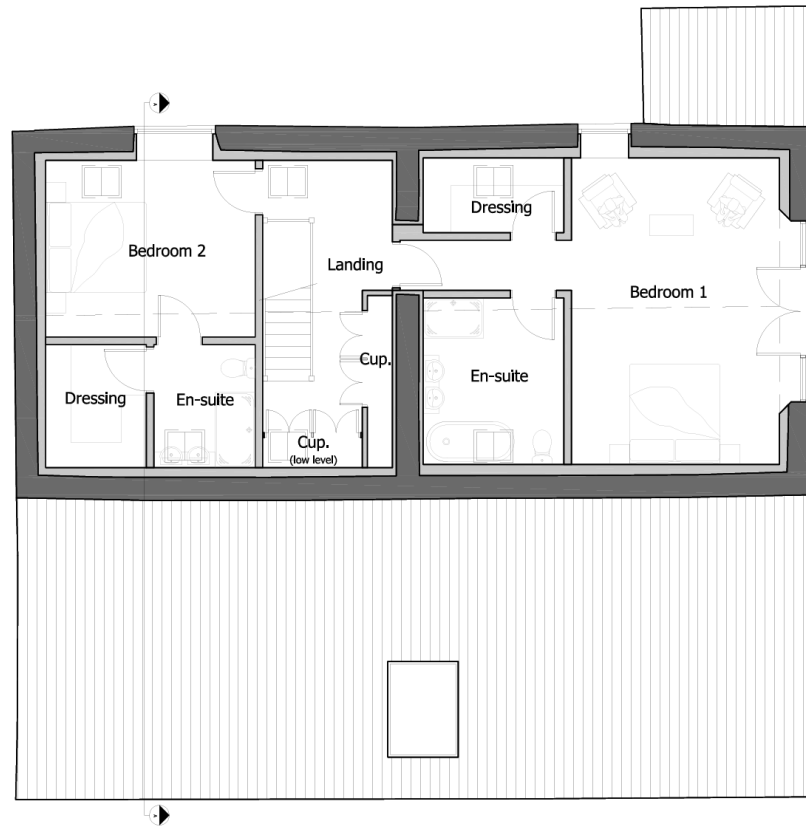 Dressing
Bedroom 2
Landing
Bedroom 1
Cup.
En-suite
Dressing
En-suite
Cup.
(low level)